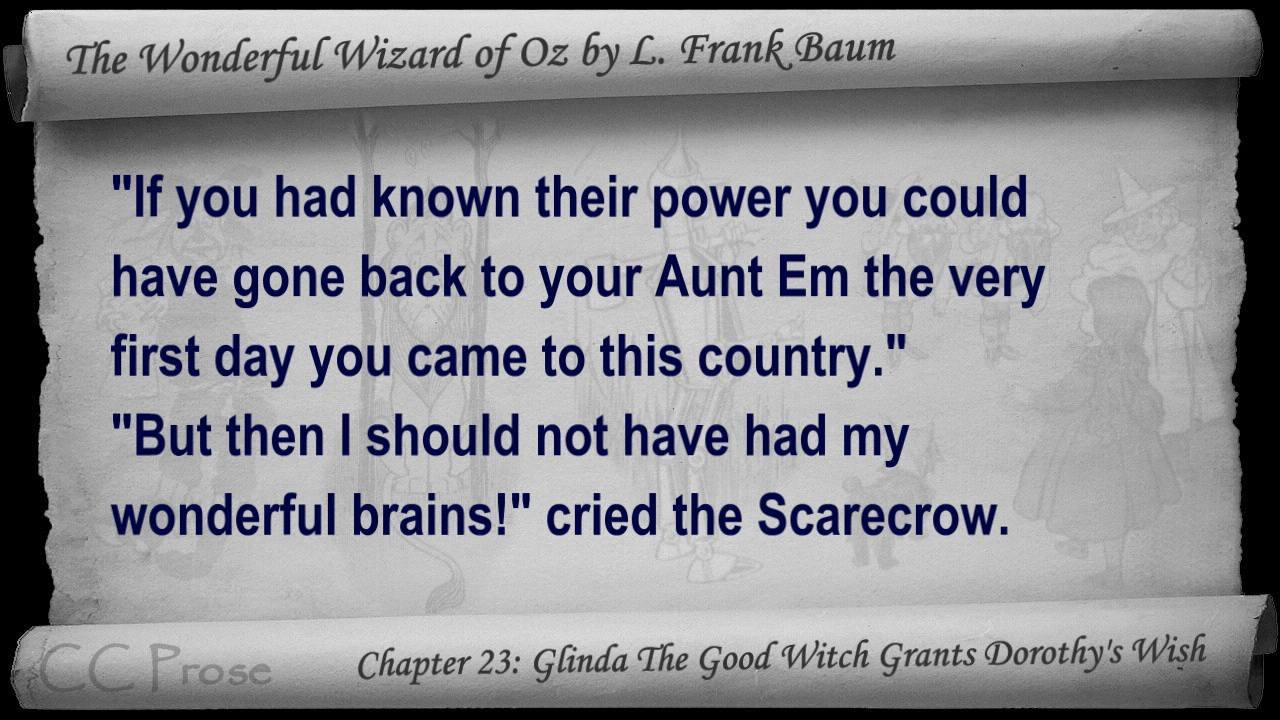 The Wonderful Wizard of Oz by L. Frank Baum
"If you had known their power you could
have gone back to your Aunt Em the very
first day you came to this country."
"But then I should not have had my
wonderful brains!" cried the Scarecrow.
CC Prose
Chapter 23: Glinda The Good Witch Grants Dorothy's Wish